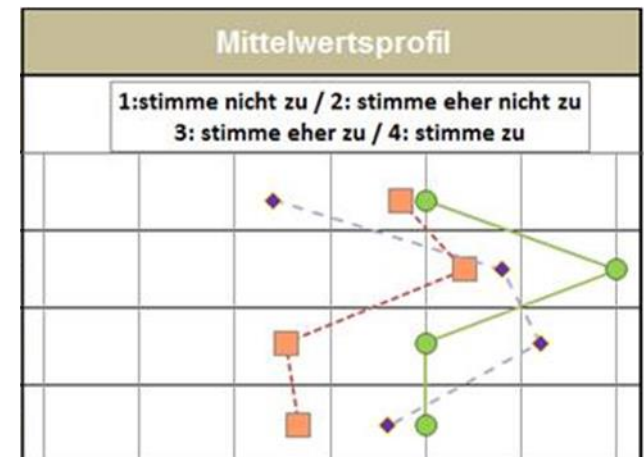 Mittelwertsprofil
1:stimme nicht zu / 2: stimme eher nicht zu
3: stimme eher zu / 4: stimme zu